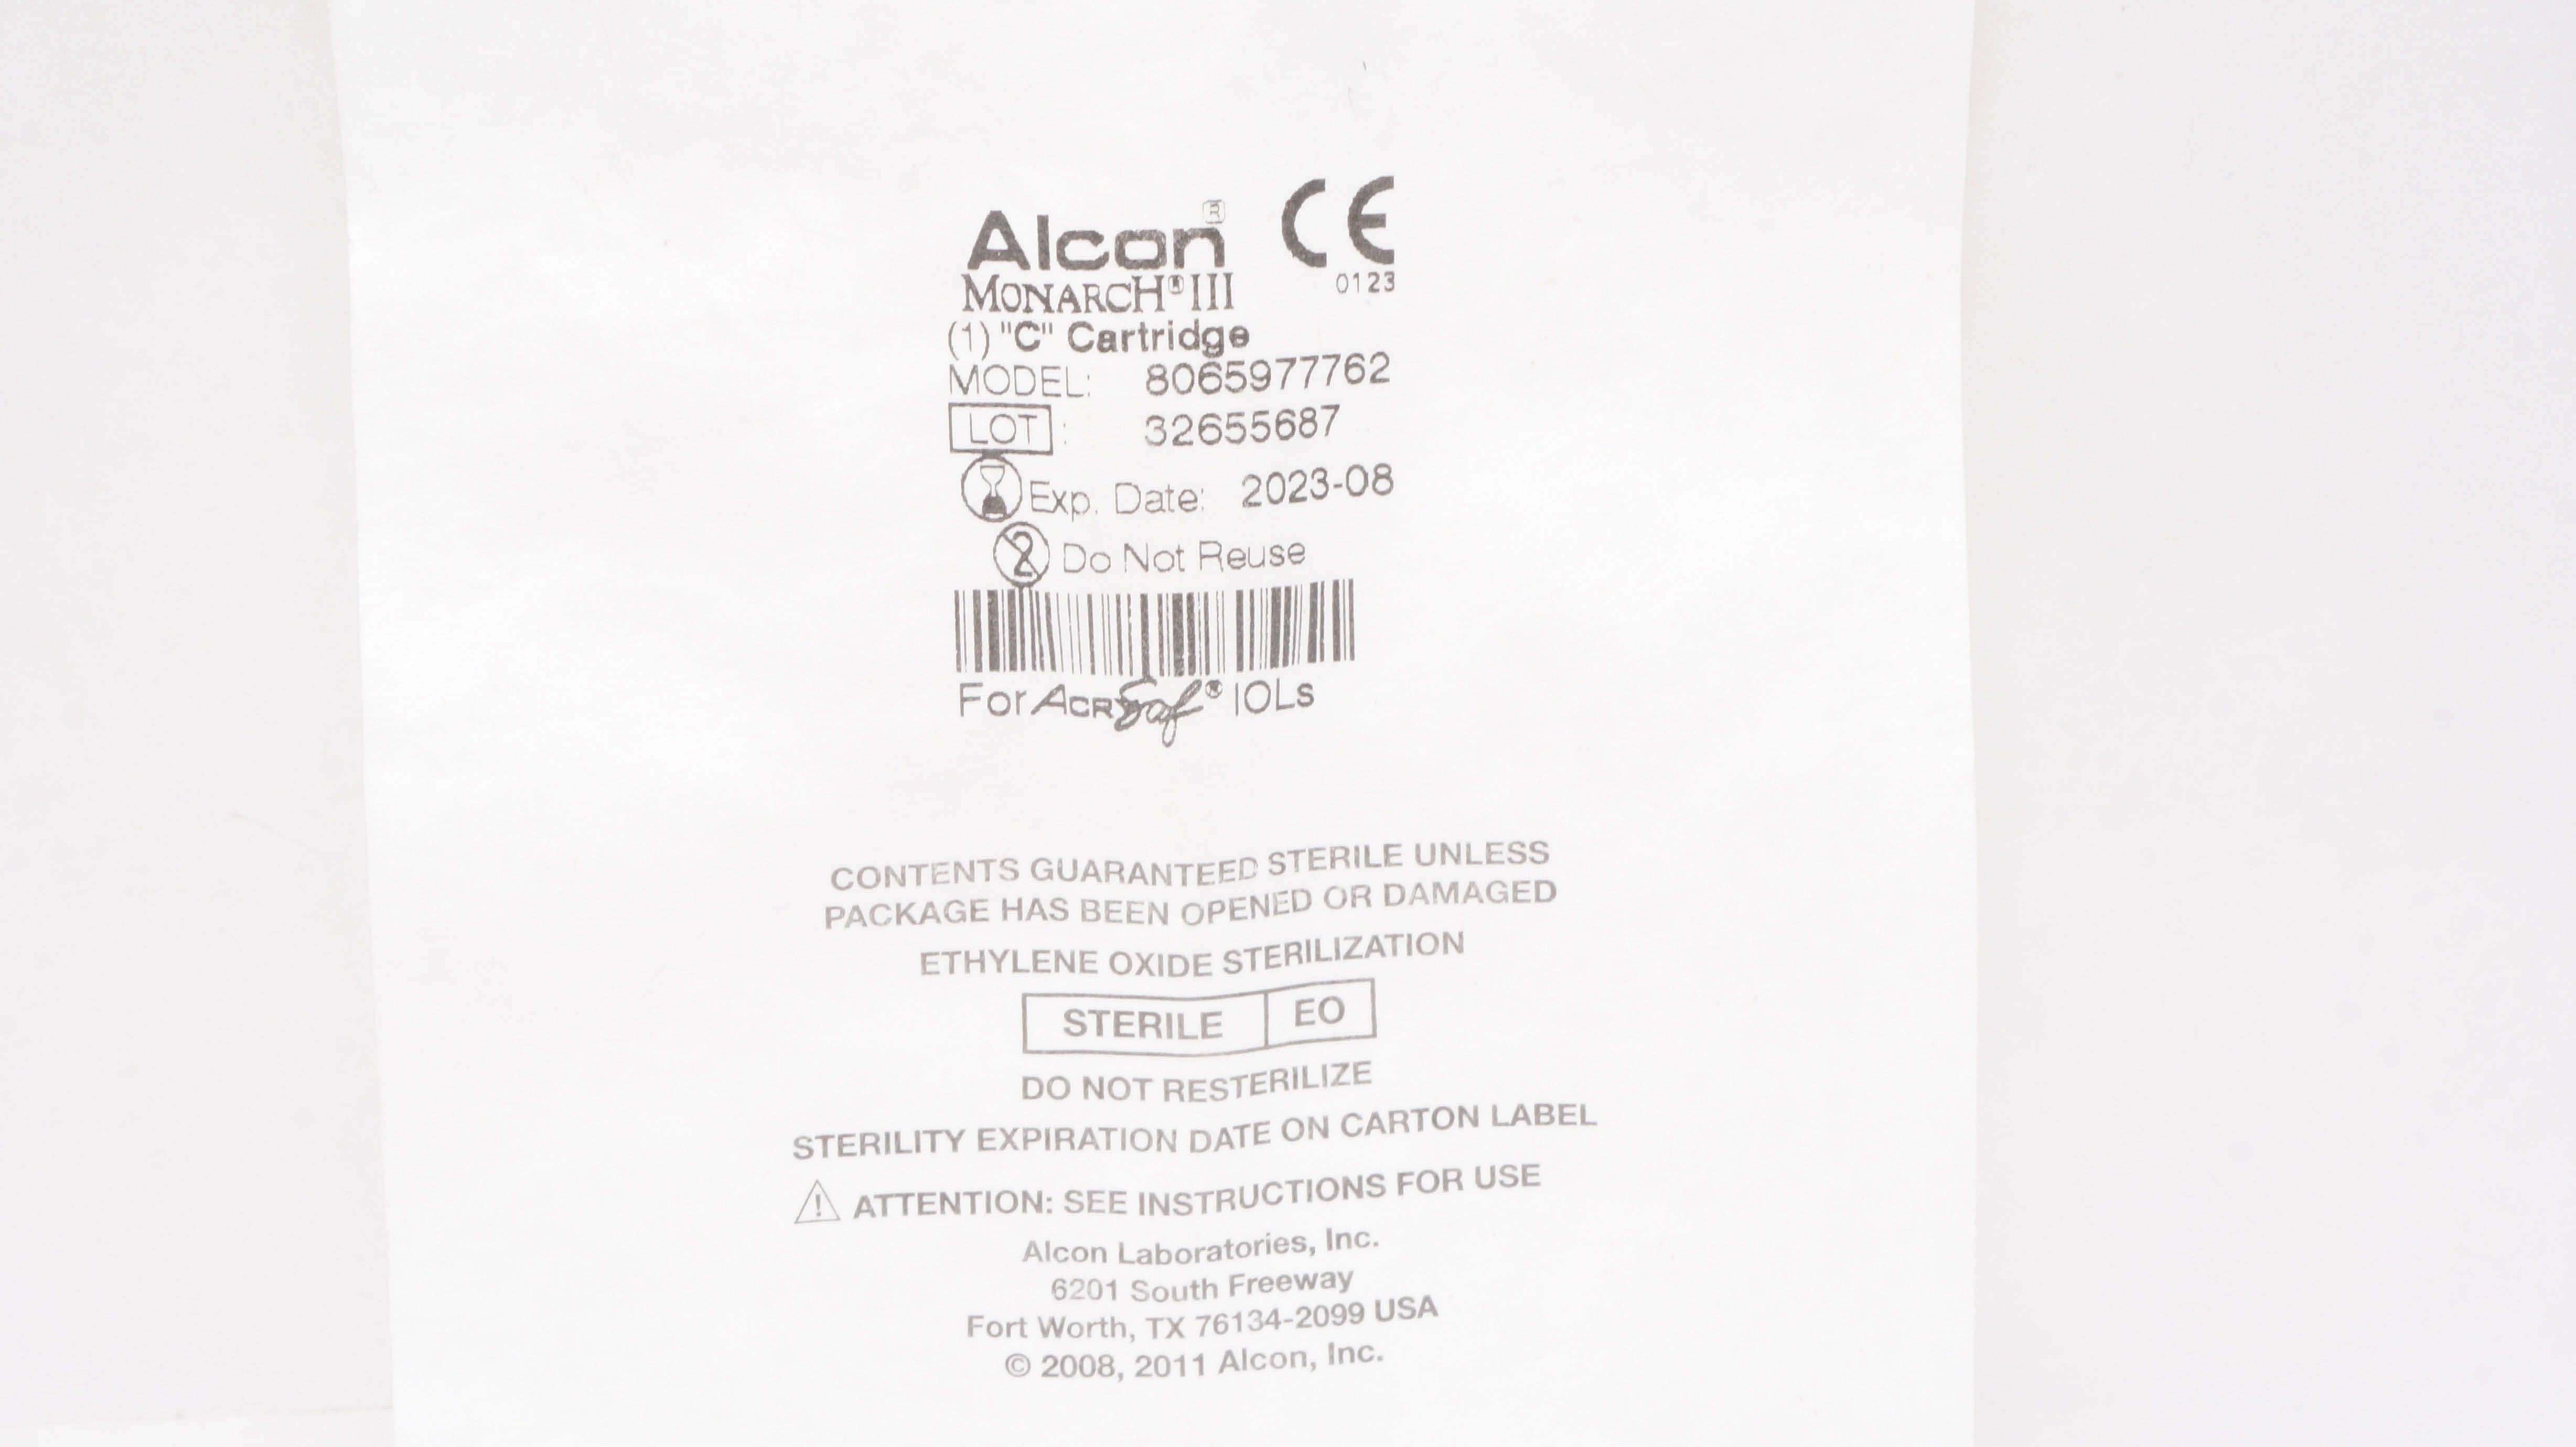 Alcon®
CE
0123
MONARCH® III
(1) "C" Cartridge
MODEL: 8065977762
LOT : 32655687
Exp. Date: 2023-08
2 Do Not Reuse
For ACRYSof® IOLs
CONTENTS GUARANTEED STERILE UNLESS
PACKAGE HAS BEEN OPENED OR DAMAGED
ETHYLENE OXIDE STERILIZATION
STERILE EO
DO NOT RESTERILIZE
STERILITY EXPIRATION DATE ON CARTON LABEL
! ATTENTION: SEE INSTRUCTIONS FOR USE
Alcon Laboratories, Inc.
6201 South Freeway
Fort Worth, TX 76134-2099 USA
© 2008, 2011 Alcon, Inc.